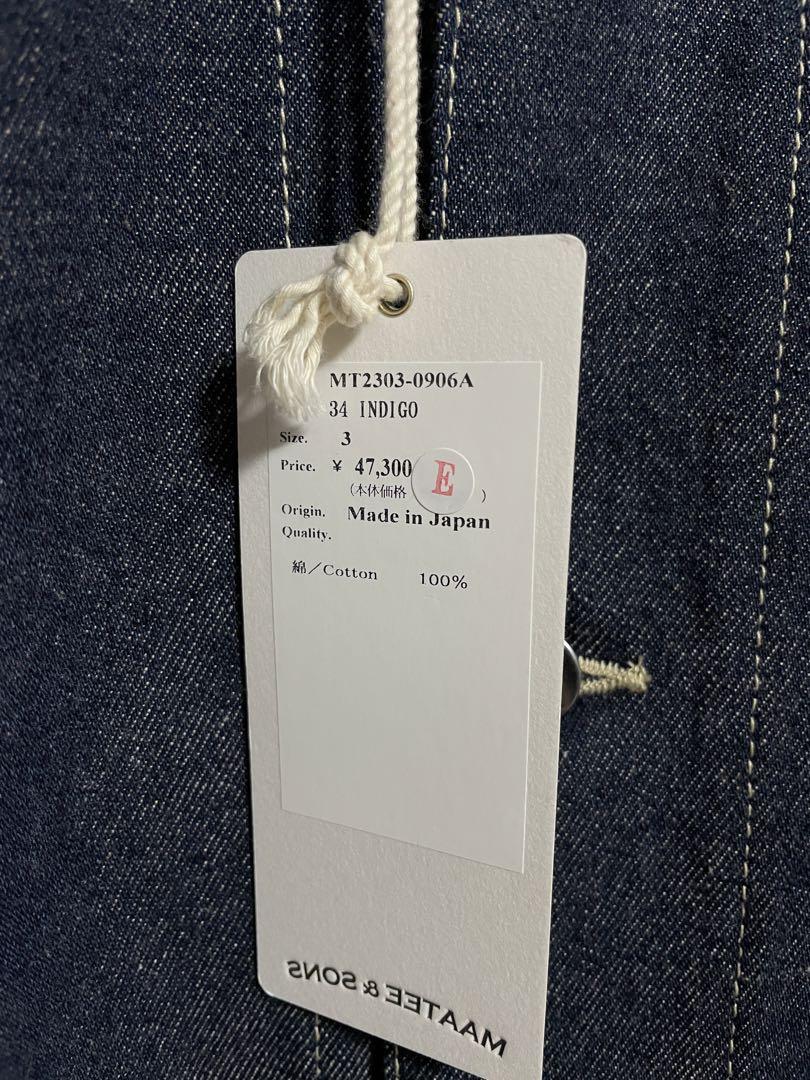 MT2303-0906A
34 INDIGO
Size. 3
Price. ¥ 47,300
(本体価格 E )
Origin. Made in Japan
Quality.
綿/Cotton 100%
MAATEE & SONS